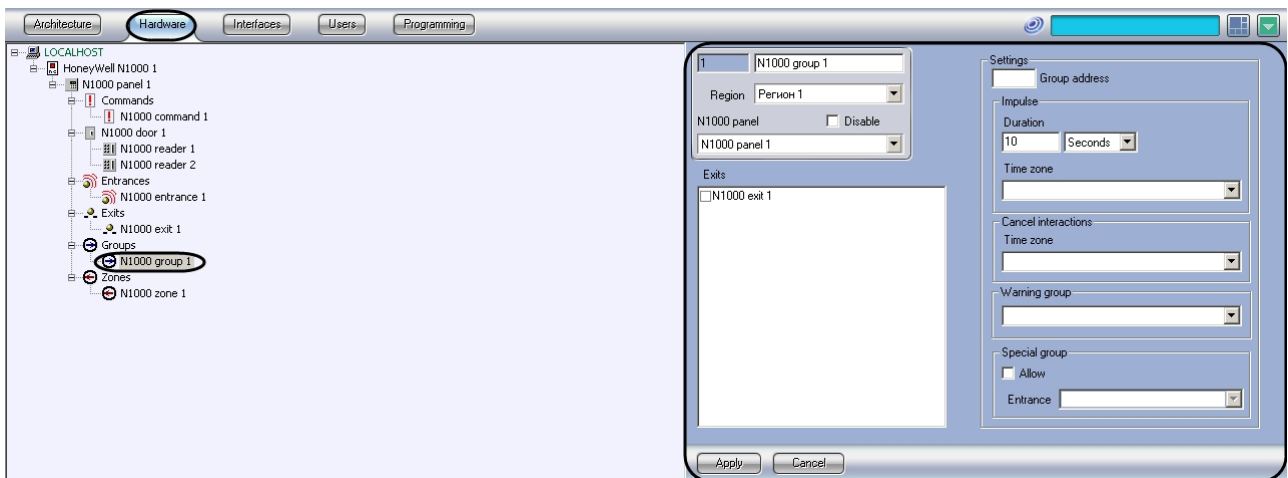 Architecture Hardware Interfaces Users Programming
LOCALHOST
HoneyWell N1000 1
N1000 panel 1
Commands
N1000 command 1
N1000 door 1
N1000 reader 1
N1000 reader 2
Entrances
N1000 entrance 1
Exits
N1000 exit 1
Groups
N1000 group 1
Zones
N1000 zone 1
1 N1000 group 1
Region Регион 1
N1000 panel Disable
N1000 panel 1
Exits
N1000 exit 1
Settings
Group address
Impulse
Duration
10 Seconds
Time zone
Cancel interactions
Time zone
Warning group
Special group
Allow
Entrance
Apply Cancel